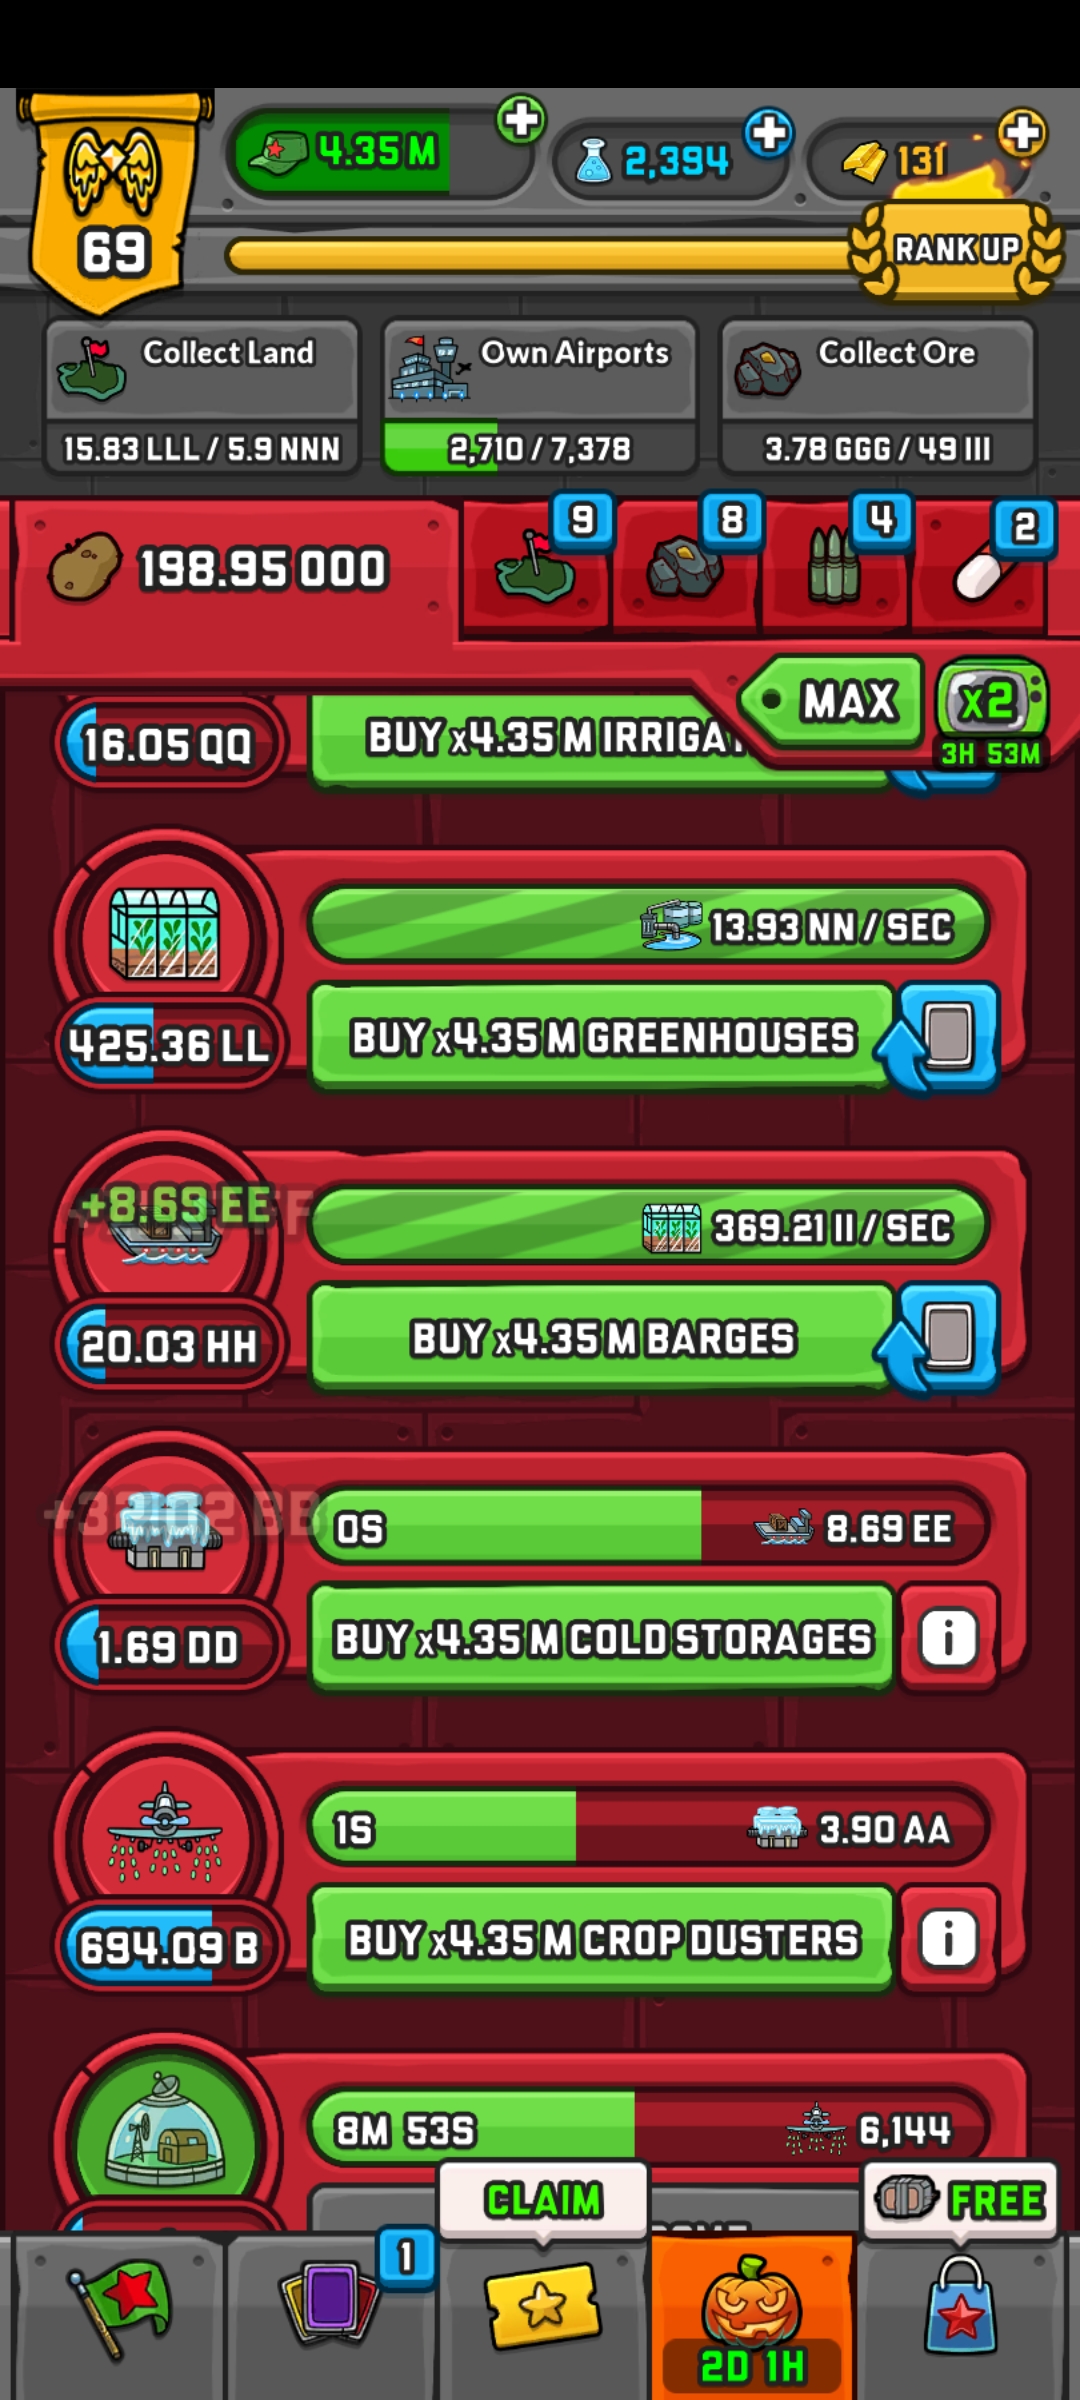 4.35 M
2,394
131
69
RANK UP
Collect Land
Own Airports
Collect Ore
15.83 LLL / 5.9 NNN
2,710 / 7,378
3.78 GGG / 49 III
198.95 000
9
8
4
2
MAX
x2
3H 53M
16.05 QQ
BUY x4.35 M
13.93 NN / SEC
425.36 LL
BUY x4.35 M GREENHOUSES
+8.69 EE
369.21 II / SEC
20.03 HH
BUY x4.35 M BARGES
0S
8.69 EE
1.69 DD
BUY x4.35 M COLD STORAGES
1S
3.90 AA
694.09 B
BUY x4.35 M CROP DUSTERS
8M 53S
6,144
CLAIM
FREE
1
2D 1H